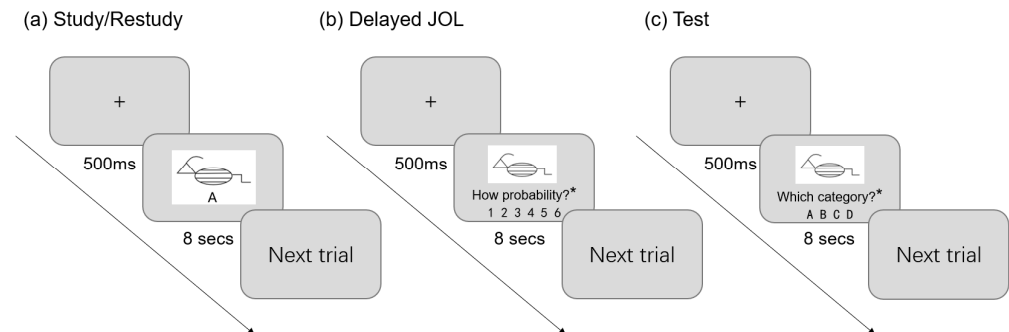 (a) Study/Restudy
+
500ms
A
8 secs
Next trial
(b) Delayed JOL
+
500ms
How probability?*
1 2 3 4 5 6
8 secs
Next trial
(c) Test
+
500ms
Which category?*
A B C D
8 secs
Next trial